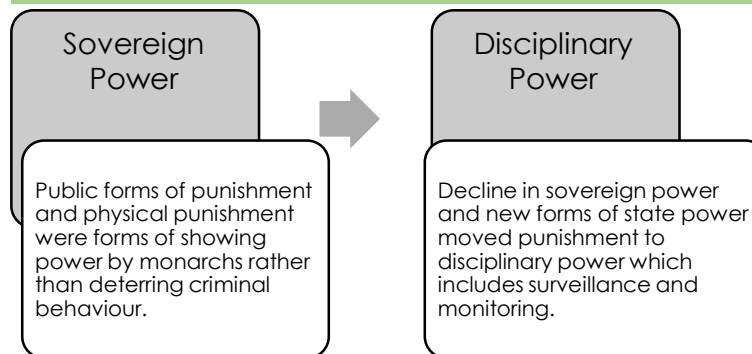 Sovereign
Power
Public forms of punishment
and physical punishment
were forms of showing
power by monarchs rather
than deterring criminal
behaviour.
Disciplinary
Power
Decline in sovereign power
and new forms of state power
moved punishment to
disciplinary power which
includes surveillance and
monitoring.